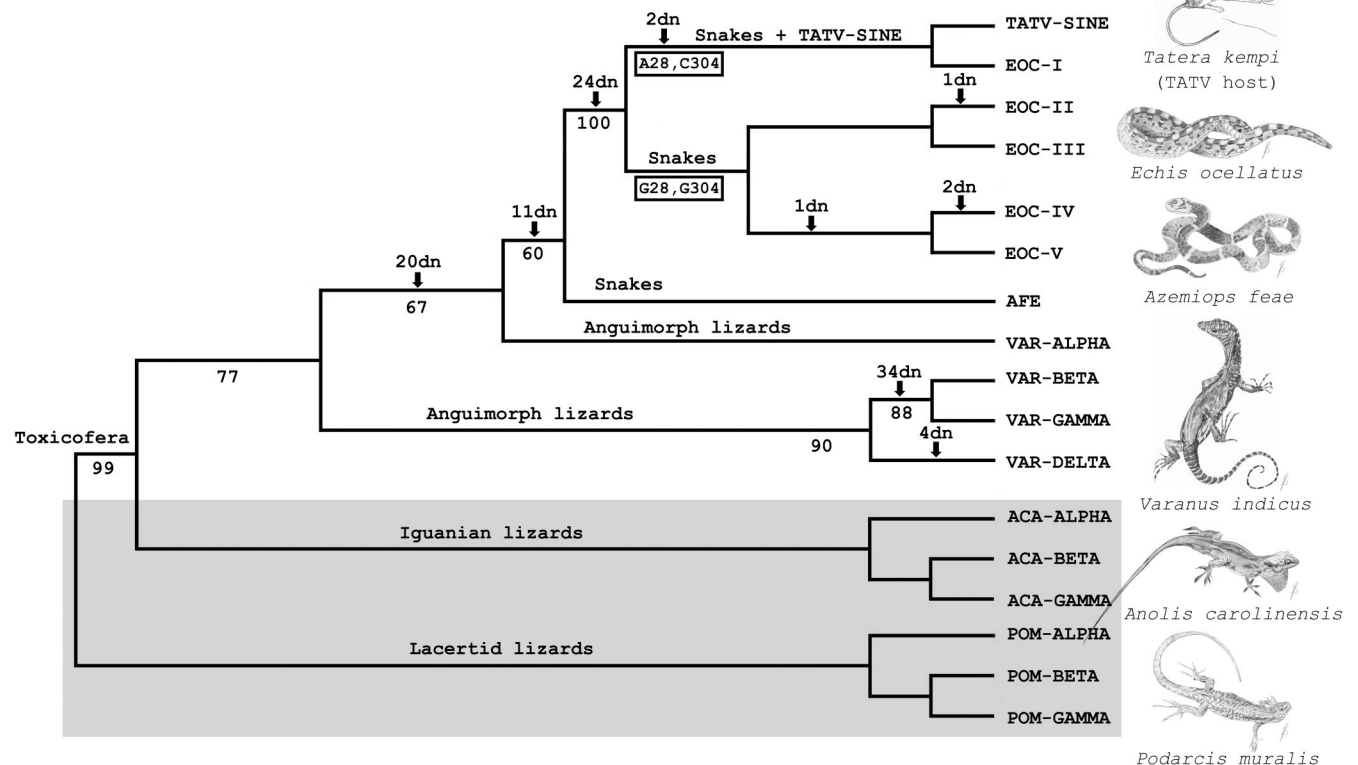 2dn
Snakes + TATV-SINE
TATV-SINE
A28,C304
EOC-I
Tatera kempi
(TATV host)
24dn
100
1dn
EOC-II
EOC-III
Snakes
G28,G304
Echis ocellatus
2dn
1dn
EOC-IV
11dn
60
EOC-V
20dn
67
Snakes
AFE
Azemiops feae
Anguimorph lizards
VAR-ALPHA
77
34dn
VAR-BETA
88
Anguimorph lizards
VAR-GAMMA
90
4dn
VAR-DELTA
Toxicofera
99
Varanus indicus
ACA-ALPHA
Iguanian lizards
ACA-BETA
ACA-GAMMA
Anolis carolinensis
POM-ALPHA
Lacertid lizards
POM-BETA
POM-GAMMA
Podarcis muralis